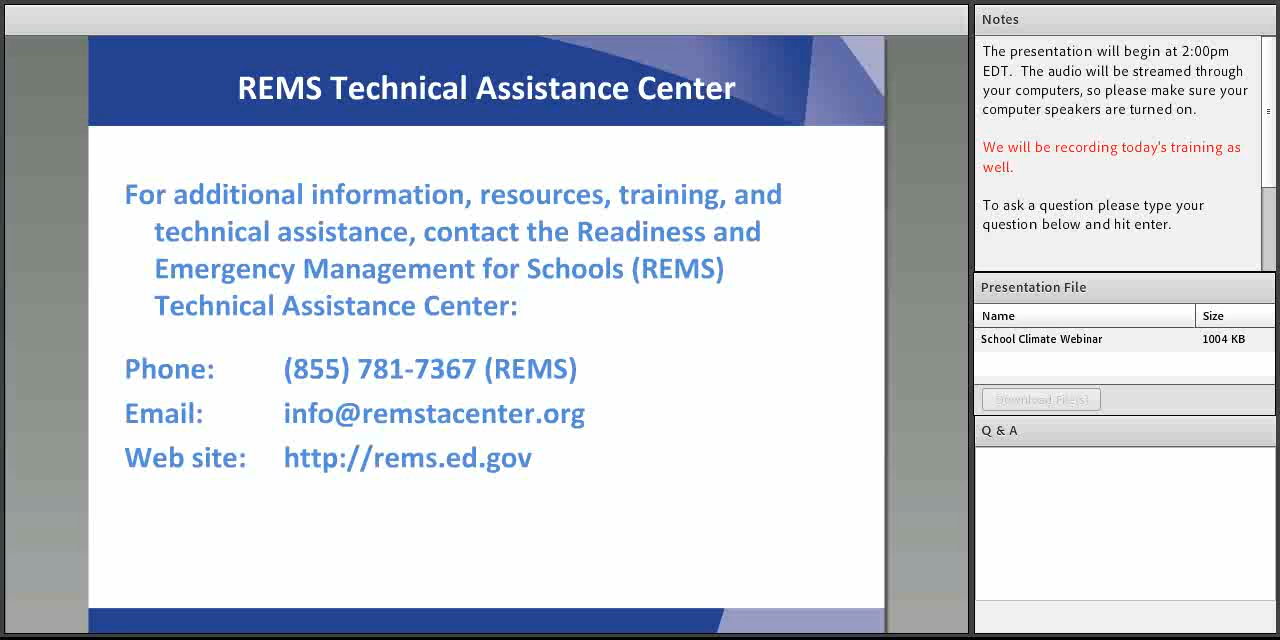 REMS Technical Assistance Center
For additional information, resources, training, and
technical assistance, contact the Readiness and
Emergency Management for Schools (REMS)
Technical Assistance Center:
Phone: (855) 781-7367 (REMS)
Email: info@remstacenter.org
Web site: http://rems.ed.gov
Notes
The presentation will begin at 2:00pm
EDT. The audio will be streamed through
your computers, so please make sure your
computer speakers are turned on.
We will be recording today's training as
well.
To ask a question please type your
question below and hit enter.
Presentation File
Name Size
School Climate Webinar 1004 KB
Download File(s)
Q & A